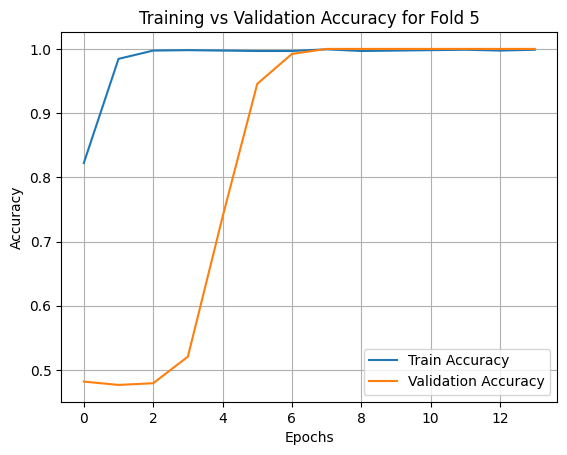 Training vs Validation Accuracy for Fold 5
1.0
0.9
0.8
0.7
0.6
0.5
Accuracy
Train Accuracy
Validation Accuracy
0 2 4 6 8 10 12
Epochs